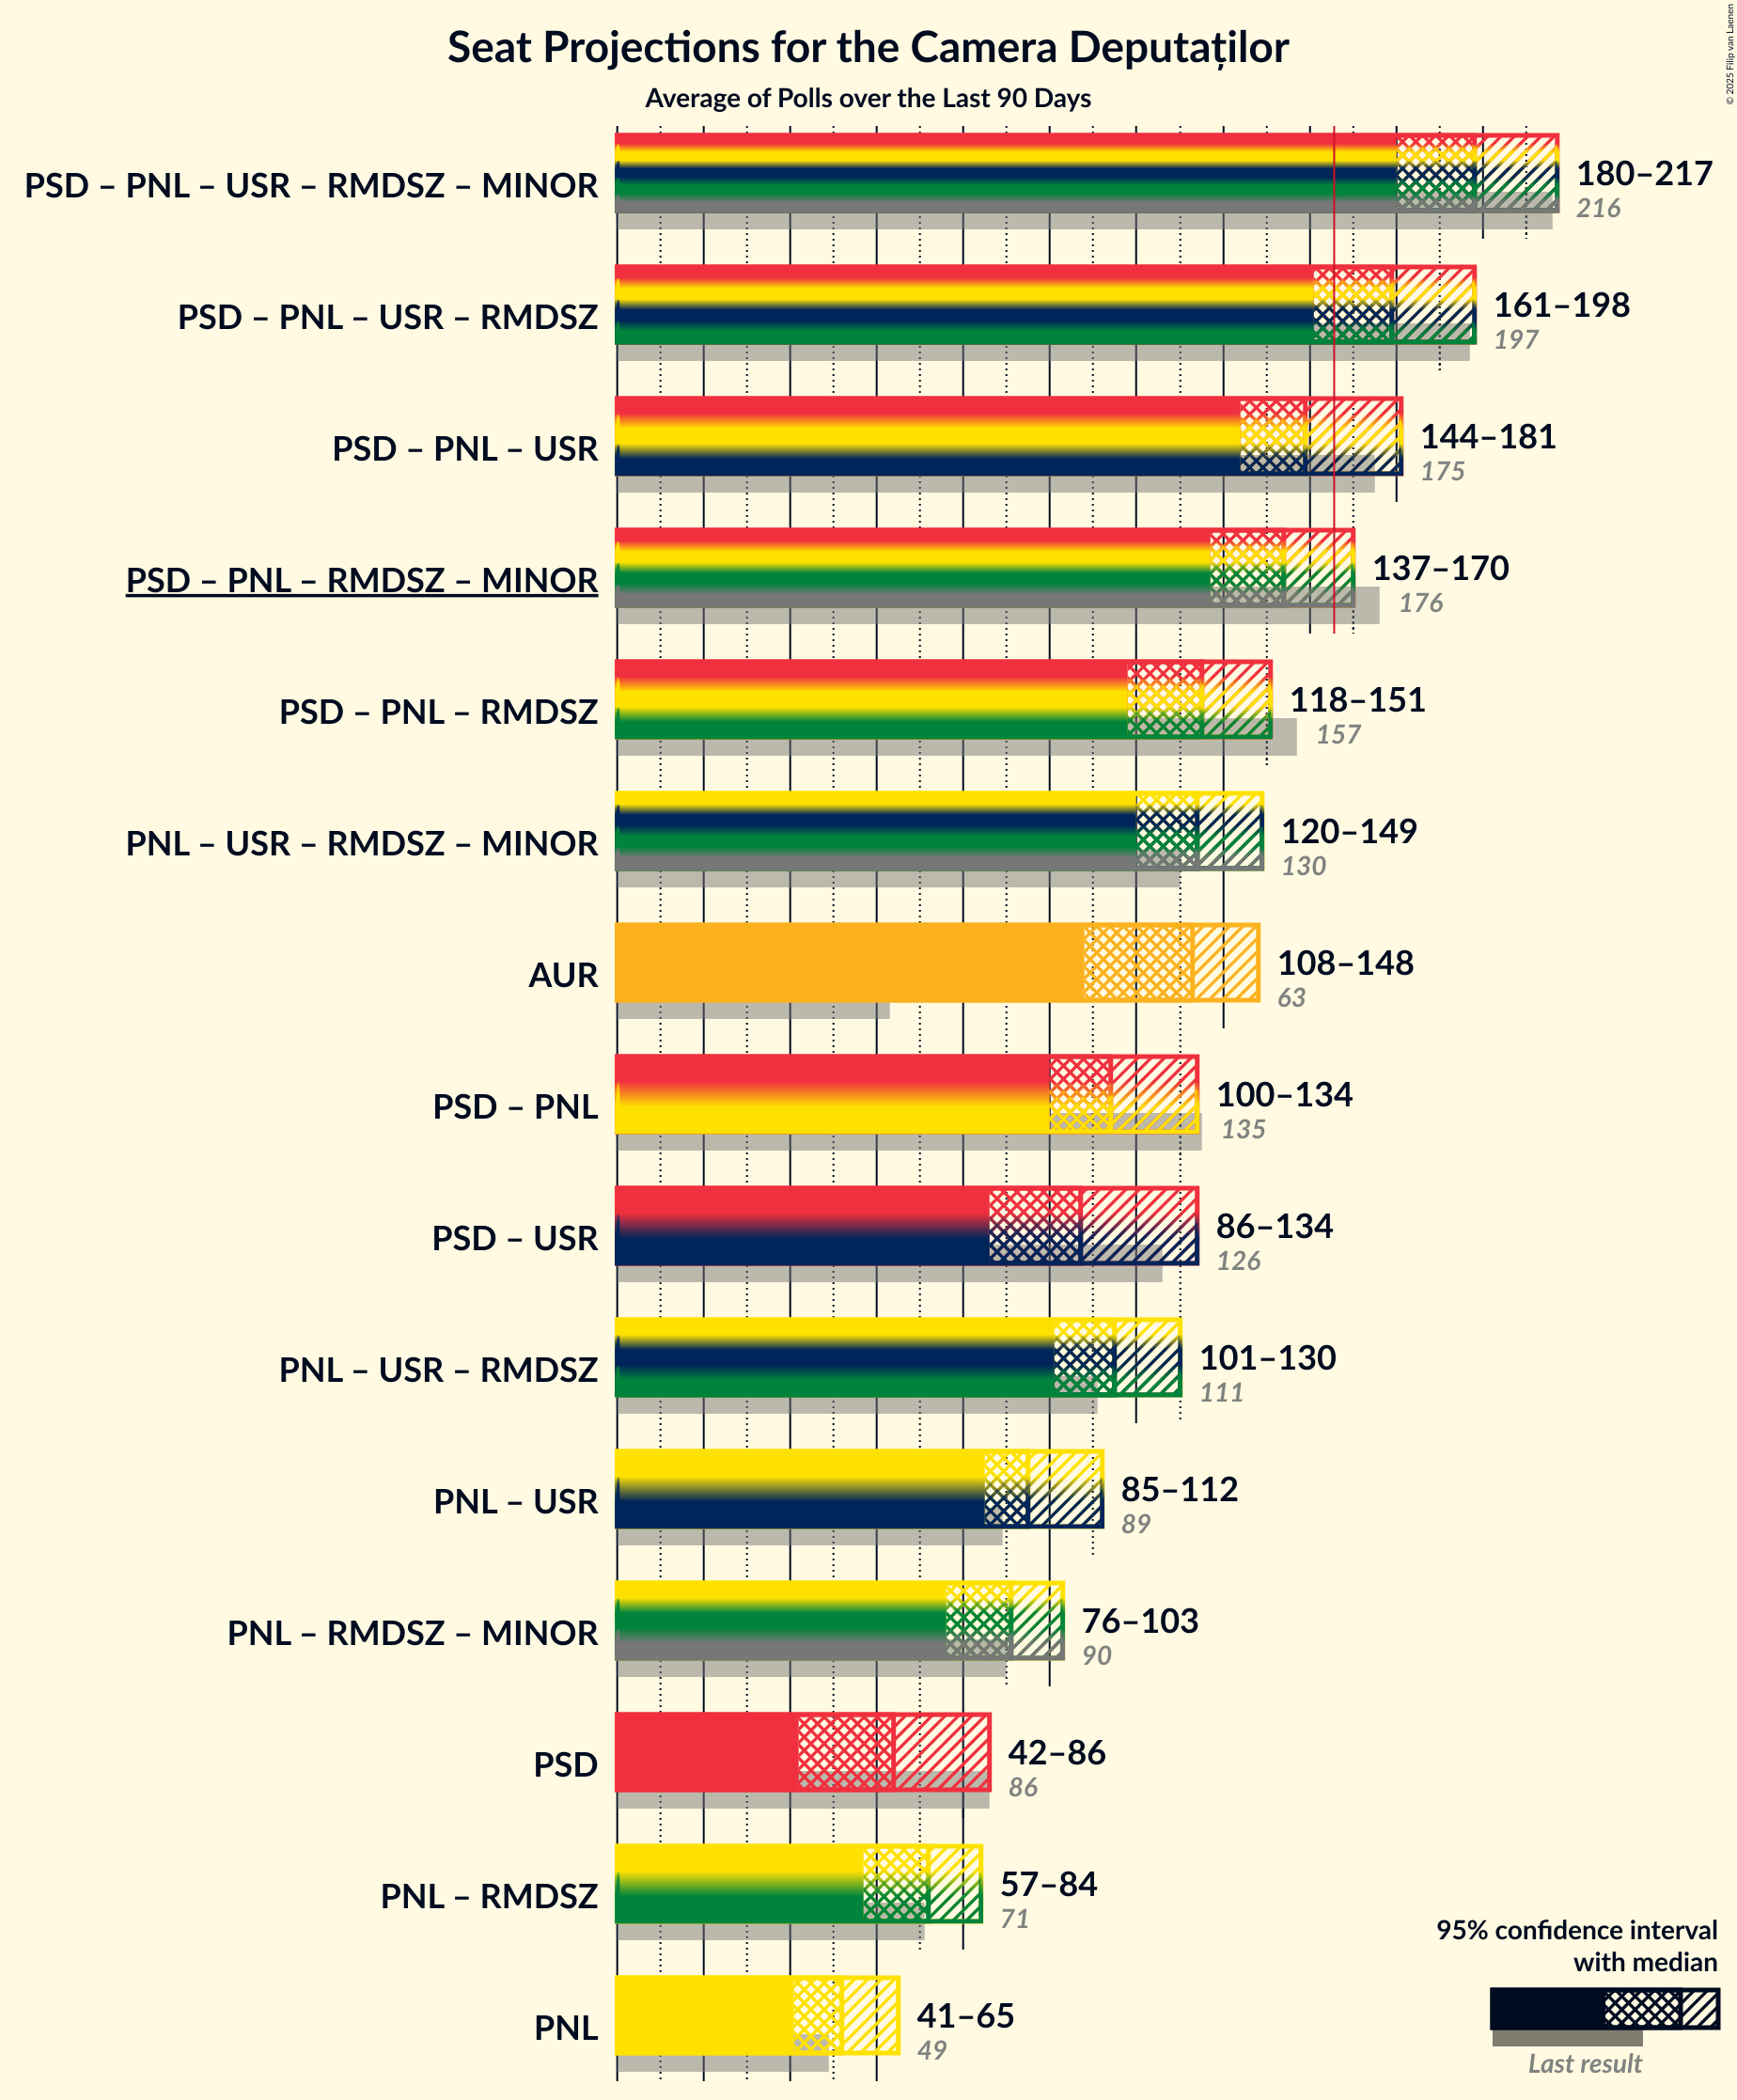 Seat Projections for the Camera Deputaților
Average of Polls over the Last 90 Days
© 2025 Filip van Laenen
PSD – PNL – USR – RMDSZ – MINOR
180–217
216
PSD – PNL – USR – RMDSZ
161–198
197
PSD – PNL – USR
144–181
175
PSD – PNL – RMDSZ – MINOR
137–170
176
PSD – PNL – RMDSZ
118–151
157
PNL – USR – RMDSZ – MINOR
120–149
130
AUR
108–148
63
PSD – PNL
100–134
135
PSD – USR
86–134
126
PNL – USR – RMDSZ
101–130
111
PNL – USR
85–112
89
PNL – RMDSZ – MINOR
76–103
90
PSD
42–86
86
PNL – RMDSZ
57–84
71
PNL
41–65
49
95% confidence interval
with median
Last result